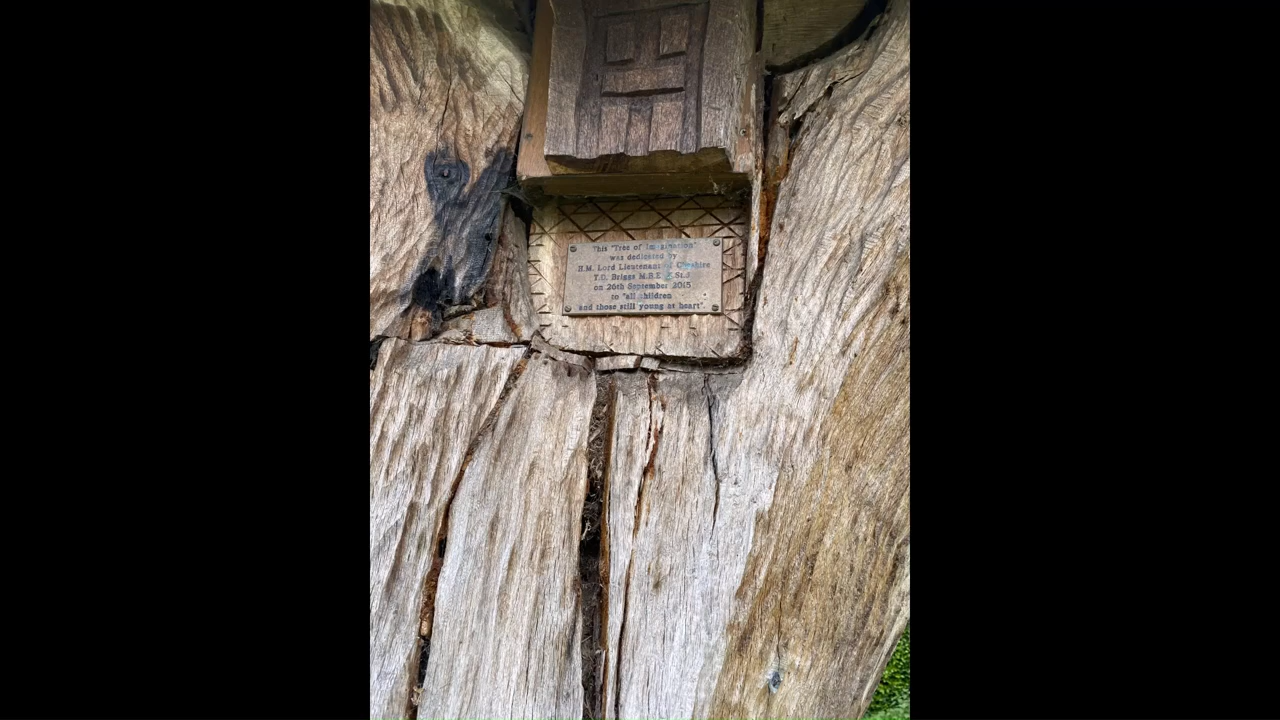 This "Tree of Imagination"
was dedicated by
H.M. Lord Lieutenant of Cheshire
T.D. Briggs M.B.E K.St.J
on 26th September 2015
to "all children
and those still young at heart".